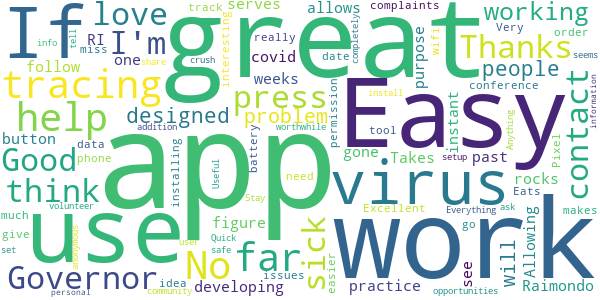 If
love
I'm
great
track
serves
allows
complaints
working
RI
miss
crush
really
interesting
date
completely
Very
order
info
tell
follow
one
covid
wifi
Thanks
seems
tracing
share
weeks
purpose
people
conference
press
Easy
install
information
help
designed
problem
permission
tool
instant
contact
button
data
addition
worthwhile
Anything
Good
phone
app
battery
gone
Takes
past
setup
Pixel
think
installing
Useful
need
virus
rocks
Stay
Excellent
Eats
makes
much
volunteer
use
figure
Everything
ask
give
Quick
sick
work
Allowing
set
anonymous
No
far
safe
easier
go
user
issues
see
Will
Governor
idea
developing
practice
Raimondo
personal
community
opportunities